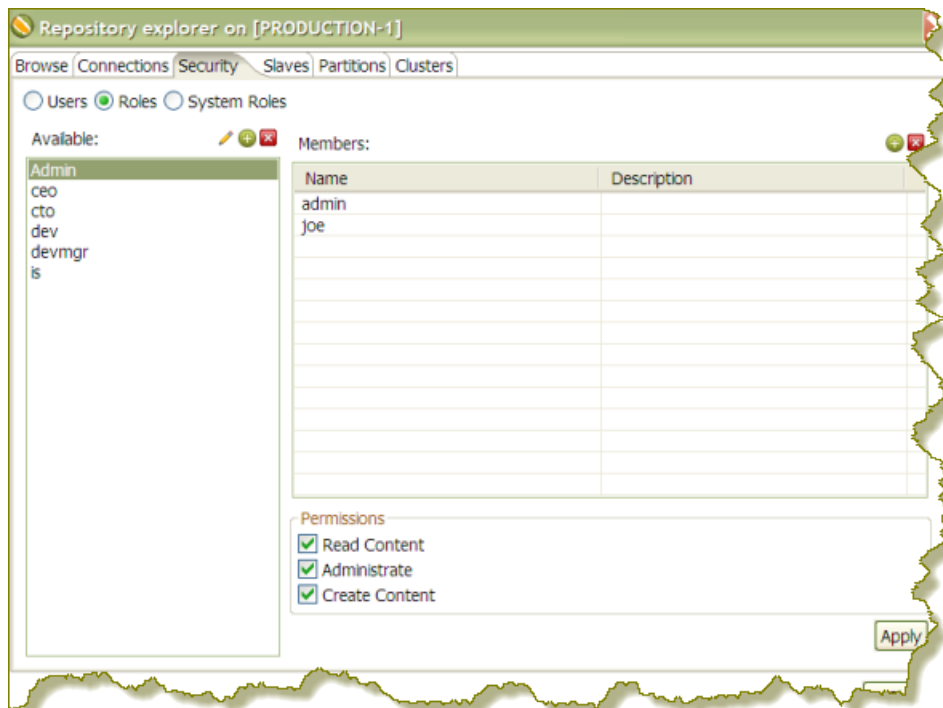 Repository explorer on [PRODUCTION-1]
Browse Connections Security Slaves Partitions Clusters
Users Roles System Roles
Available:
Admin
ceo
cto
dev
devmgr
is
Members:
Name Description
admin
joe
Permissions
Read Content
Administrate
Create Content
Apply